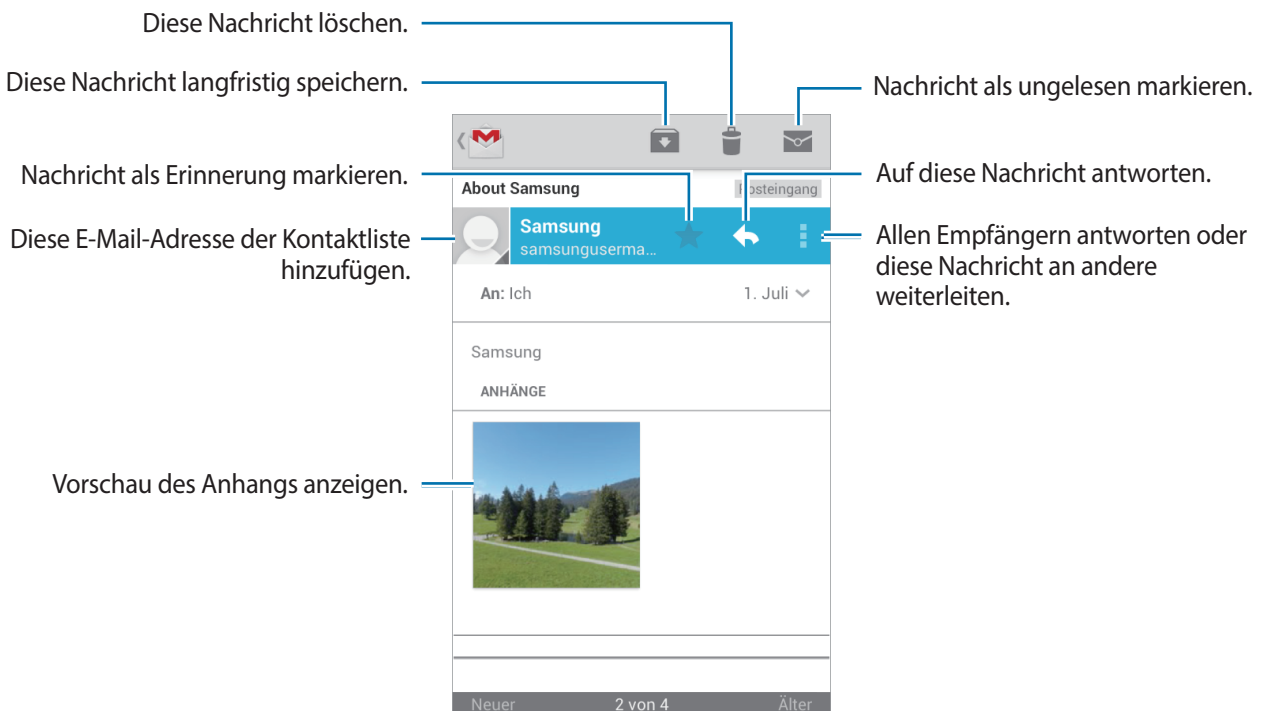 Diese Nachricht löschen.
Diese Nachricht langfristig speichern.
Nachricht als ungelesen markieren.
Nachricht als Erinnerung markieren.
About Samsung
Posteingang
Auf diese Nachricht antworten.
Diese E-Mail-Adresse der Kontaktliste
hinzufügen.
Samsung
samsunguserma...
Allen Empfängern antworten oder
diese Nachricht an andere
weiterleiten.
An: Ich
1. Juli
Samsung
ANHÄNGE
Vorschau des Anhangs anzeigen.
Neuer
2 von 4
Älter